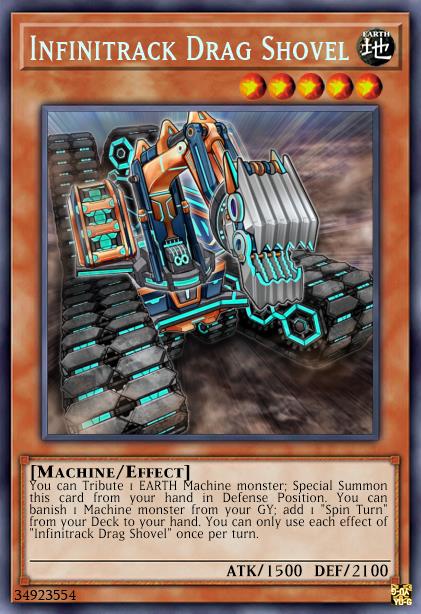 INFINITRACK DRAG SHOVEL
EARTH
地
[MACHINE/EFFECT]
You can Tribute 1 EARTH Machine monster; Special Summon
this card from your hand in Defense Position. You can
banish 1 Machine monster from your GY; add 1 "Spin Turn"
from your Deck to your hand. You can only use each effect of
"Infinitrack Drag Shovel" once per turn.
ATK/1500 DEF/2100
34923554